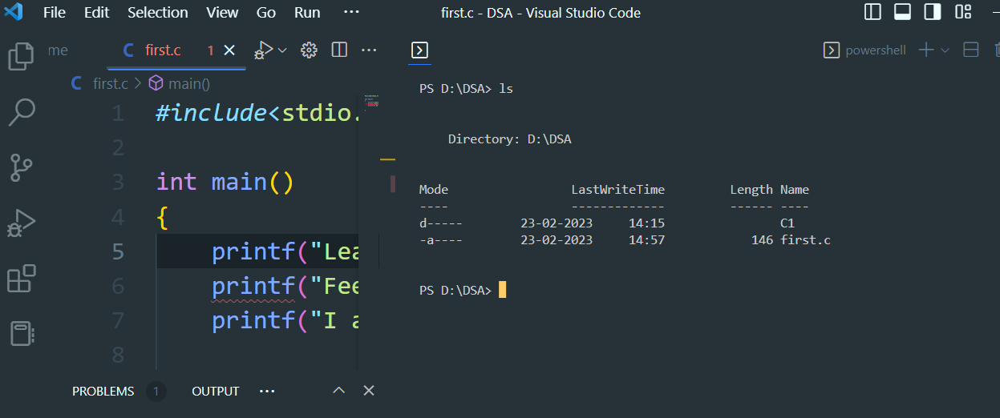 File Edit Selection View Go Run ··· first.c - DSA - Visual Studio Code
me C first.c 1
powershell
C first.c > main()
1 #include<stdio.
2
3 int main()
4 {
5 printf("Lea
6 printf("Fee
7 printf("I a
8
PROBLEMS 1 OUTPUT ···
PS D:\DSA> ls
Directory: D:\DSA
Mode LastWriteTime Length Name
---- ------------- ------ ----
d----- 23-02-2023 14:15 C1
-a---- 23-02-2023 14:57 146 first.c
PS D:\DSA>